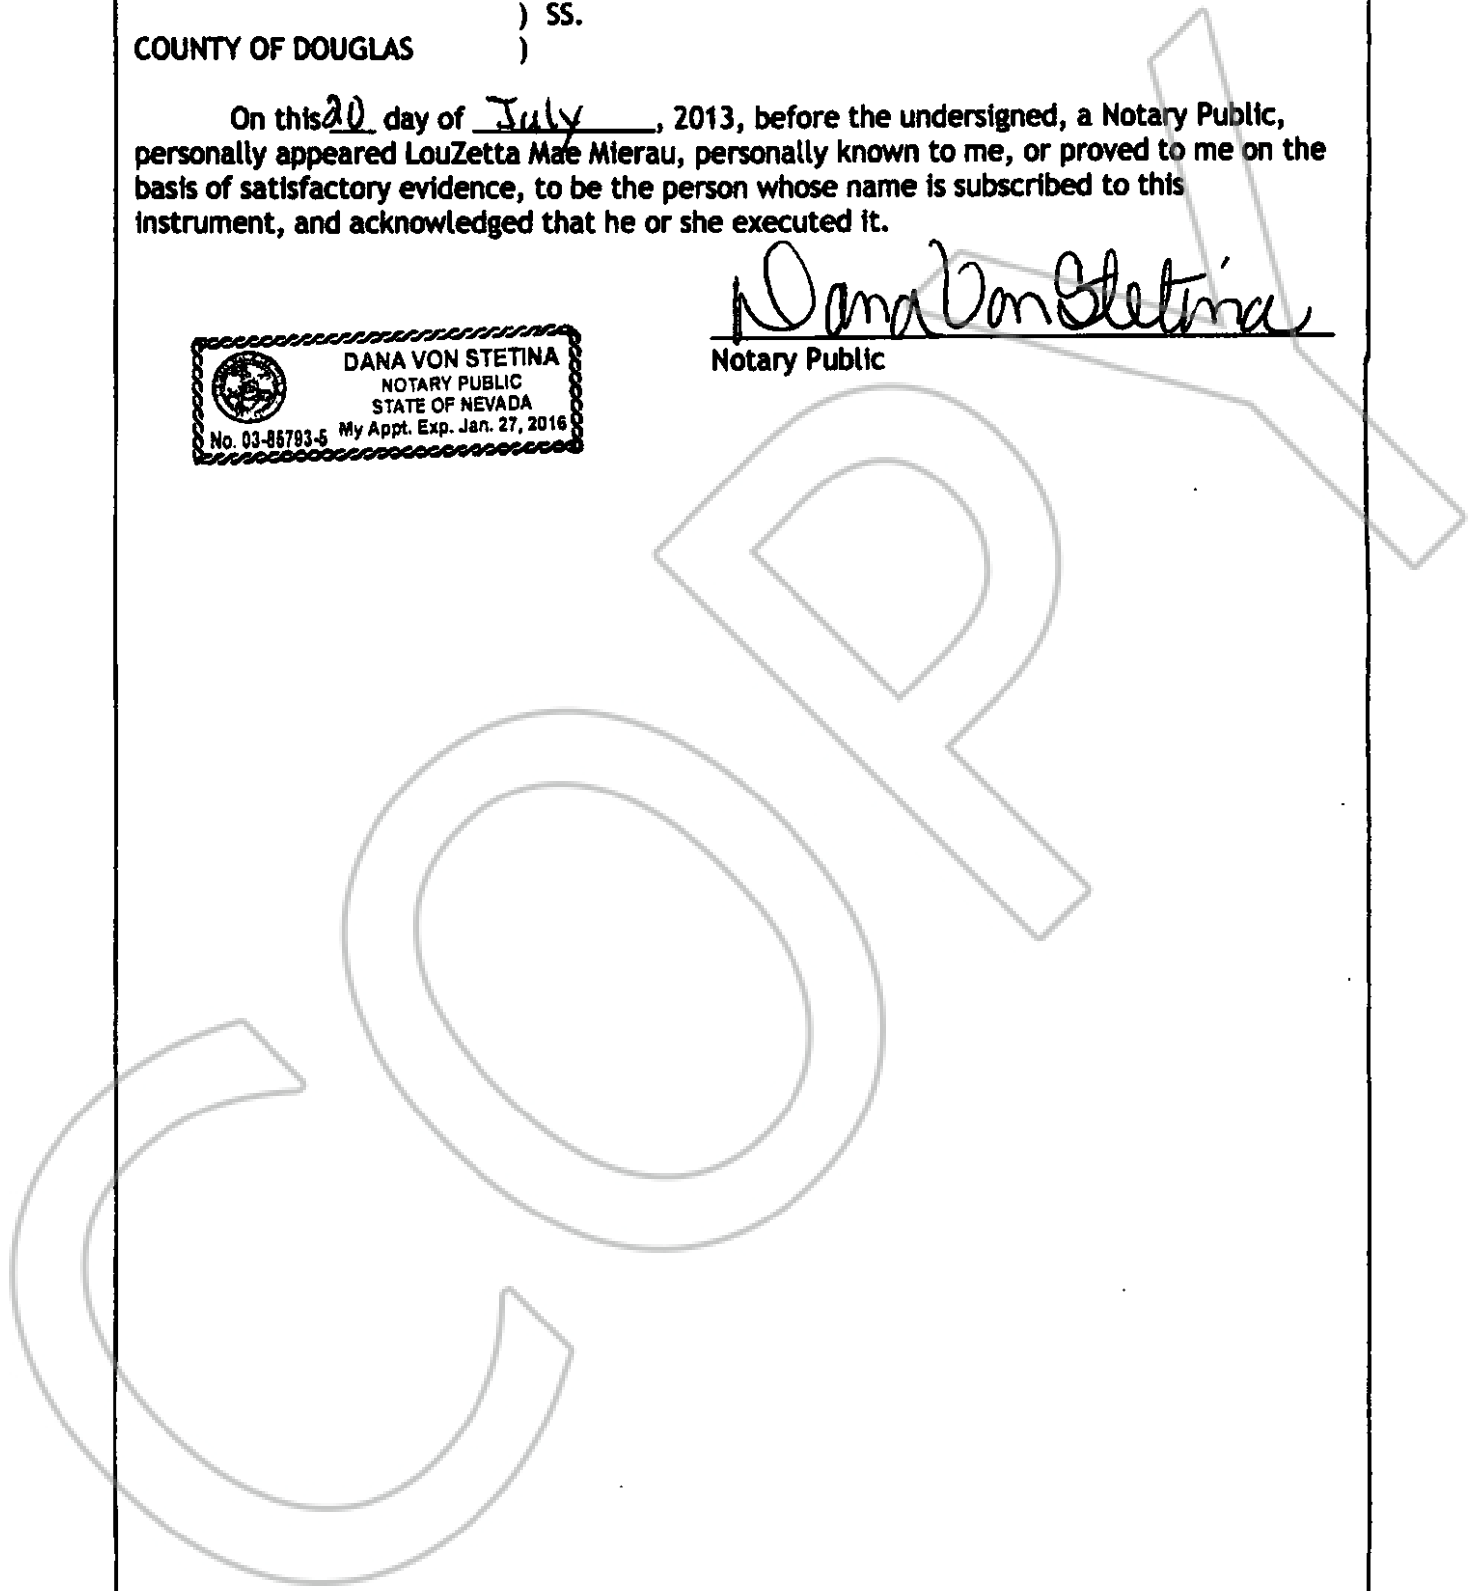 ) SS.
COUNTY OF DOUGLAS )
On this 20 day of July, 2013, before the undersigned, a Notary Public,
personally appeared LouZetta Mae Mierau, personally known to me, or proved to me on the
basis of satisfactory evidence, to be the person whose name is subscribed to this
instrument, and acknowledged that he or she executed it.
Dana Von Stetina
Notary Public
DANA VON STETINA
NOTARY PUBLIC
STATE OF NEVADA
No. 03-86793-5 My Appt. Exp. Jan. 27, 2016
COPY